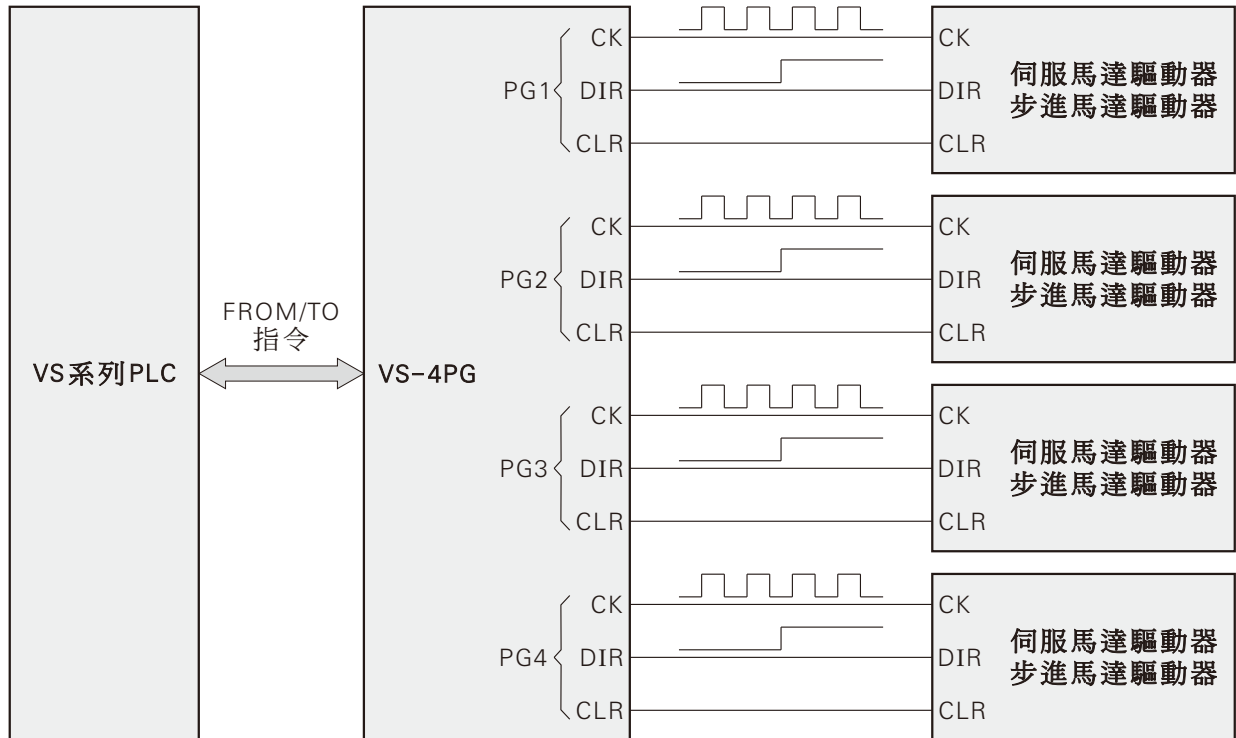 VS系列PLC
FROM/TO
指令
VS-4PG
PG1
CK
DIR
CLR
CK
DIR
CLR
伺服馬達驅動器
步進馬達驅動器
PG2
CK
DIR
CLR
CK
DIR
CLR
伺服馬達驅動器
步進馬達驅動器
PG3
CK
DIR
CLR
CK
DIR
CLR
伺服馬達驅動器
步進馬達驅動器
PG4
CK
DIR
CLR
CK
DIR
CLR
伺服馬達驅動器
步進馬達驅動器